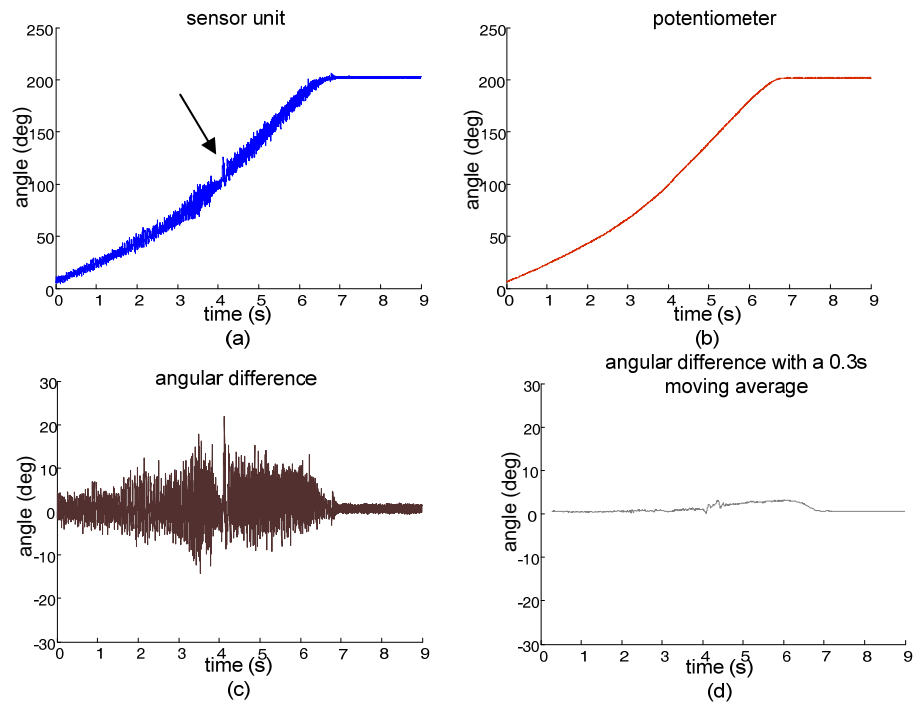 sensor unit
250
200
150
100
50
0
angle (deg)
0 1 2 3 4 5 6 7 8 9
time (s)
(a)
potentiometer
250
200
150
100
50
0
angle (deg)
0 1 2 3 4 5 6 7 8 9
time (s)
(b)
angular difference
30
20
10
0
-10
-20
-30
angle (deg)
0 1 2 3 4 5 6 7 8 9
time (s)
(c)
angular difference with a 0.3s
moving average
30
20
10
0
-10
-20
-30
angle (deg)
0 1 2 3 4 5 6 7 8 9
time (s)
(d)